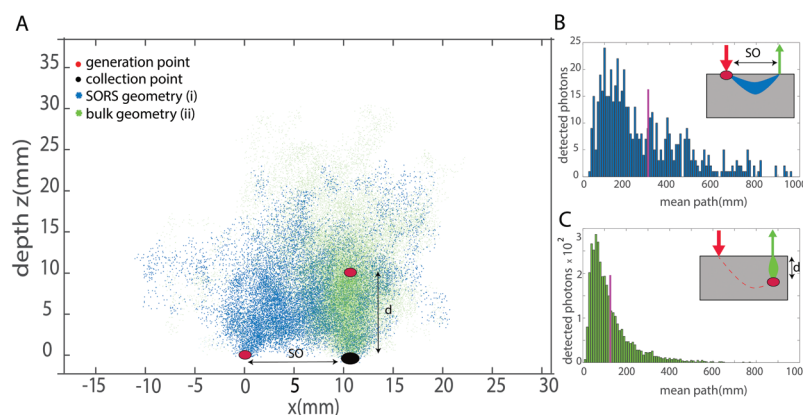 A
generation point
collection point
SORS geometry (i)
bulk geometry (ii)
depth z(mm)
35
30
25
20
15
10
5
0
d
SO
-15
-10
-5
0
5
10
15
20
25
30
x(mm)
B
detected photons
25
20
15
10
5
0
SO
0
200
400
600
800
1000
mean path(mm)
C
detected photons x 10²
3
2
1
0
d
0
200
400
600
800
1000
mean path(mm)